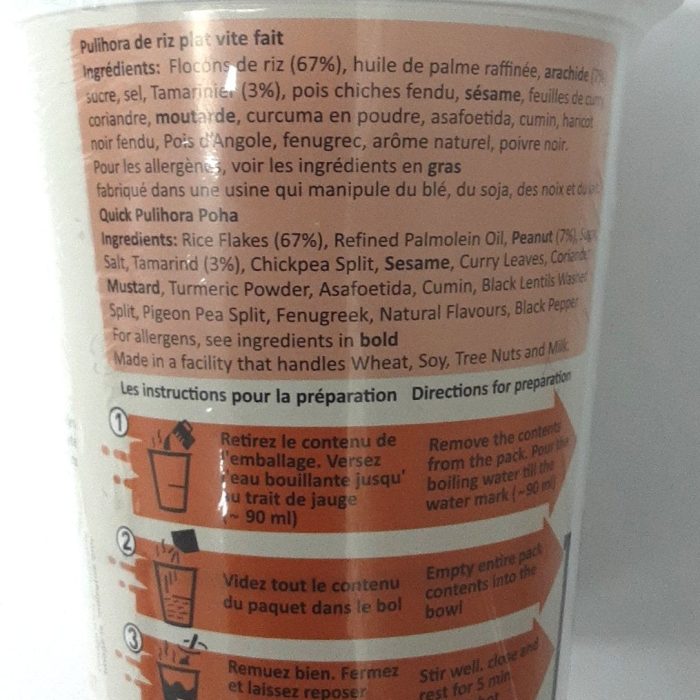 Pulihora de riz plat vite fait
Ingrédients: Flocons de riz (67%), huile de palme raffinée, arachide (7%
sucre, sel, Tamarinier (3%), pois chiches fendu, sésame, feuilles de
coriandre, moutarde, curcuma en poudre, asafoetida, cumin, haricot
noir fendu, Pois d'Angole, fenugrec, arôme naturel, poivre noir.
Pour les allergènes, voir les ingrédients en gras
fabriqué dans une usine qui manipule du blé, du soja, des noix et du
Quick Pulihora Poha
Ingredients: Rice Flakes (67%), Refined Palmolein Oil, Peanut (7%),
Salt, Tamarind (3%), Chickpea Split, Sesame, Curry Leaves,
Mustard, Turmeric Powder, Asafoetida, Cumin, Black Lentils Washed
Split, Pigeon Pea Split, Fenugreek, Natural Flavours, Black Pepper
For allergens, see ingredients in bold
Made in a facility that handles Wheat, Soy, Tree Nuts and Milk.
Les instructions pour la préparation Directions for preparation
1
Retirez le contenu de
l'emballage. Versez
l'eau bouillante jusqu'
au trait de jauge
(~ 90 ml)
Remove the contents
from the pack. Pour the
boiling water till the
water mark (~90 ml)
2
Videz tout le contenu
du paquet dans le bol
Empty entire pack
contents into the
bowl
3
Remuez bien. Fermez
et laissez reposer
Stir well, close and
rest for 5 min